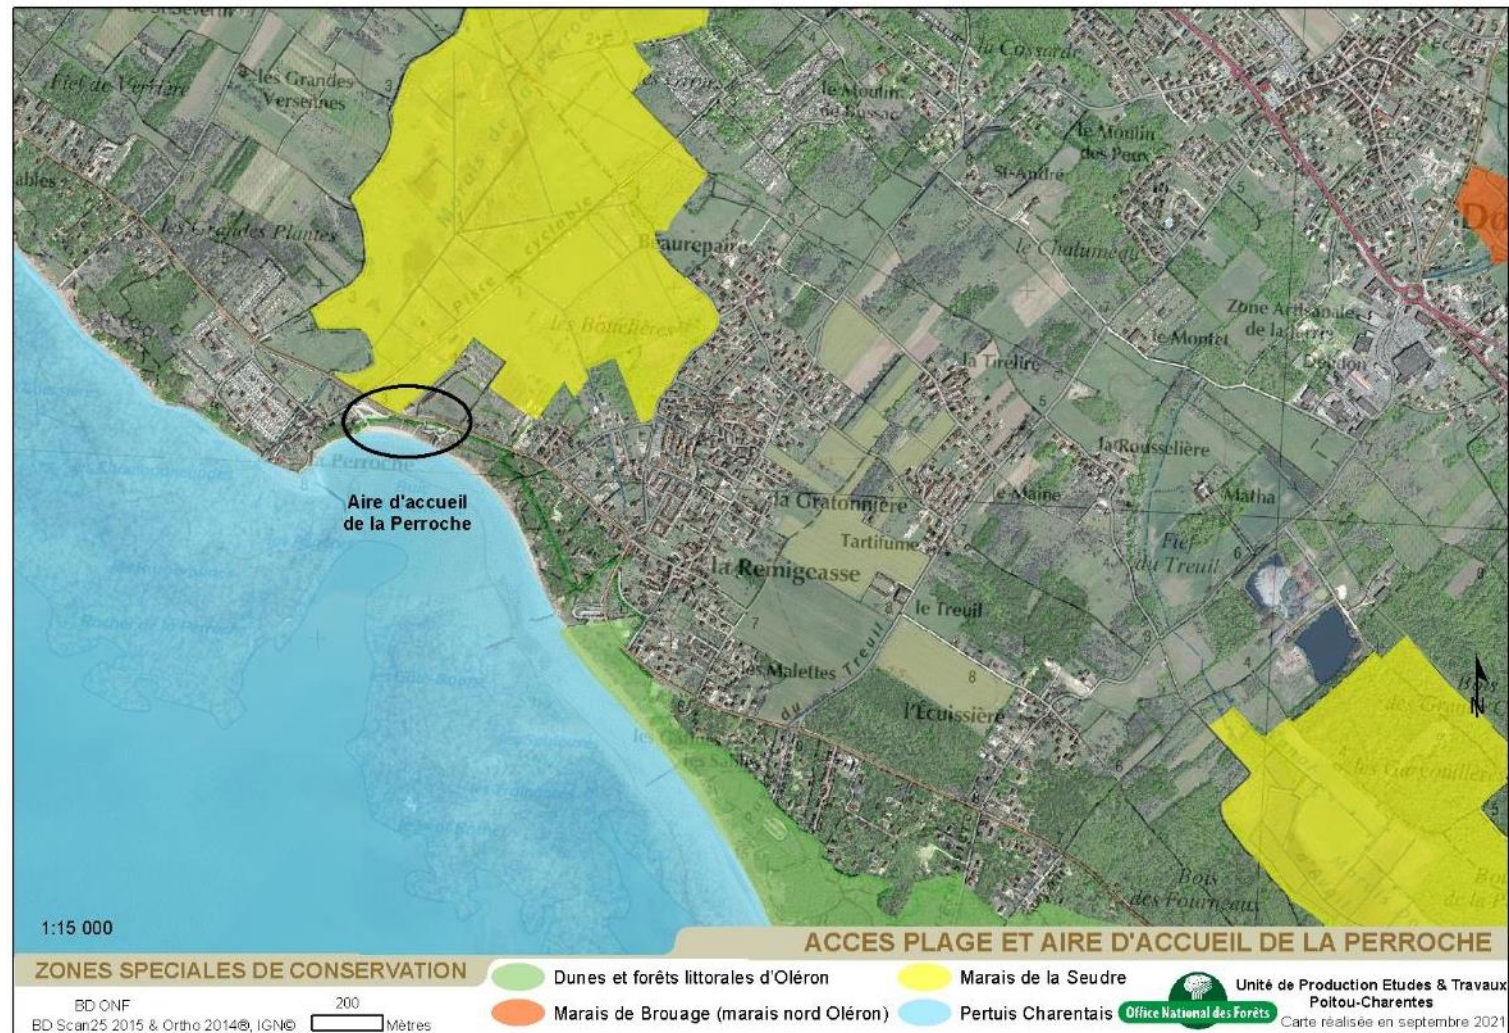 les Grandes
Versennes
Fief de Verrière
les Grandes Plantes
Marais de
Piste cyclable
les Boutelières
Beaurepaire
la Cossarde
le Moulin
de Bussac
le Moulin
des Peux
St-André
le Chalumeau
Zone Artisanale
le Montet
la Tirelire
la Rousselière
le Maine
Matha
la Gratonnière
Tartifume
Fief
du Treuil
la Remigeasse
le Treuil
les Malettes
du Treuil
l'Écuissière
la Perroche
Aire d'accueil
de la Perroche
Rocher de la Perroche
Bois
des Fourneaux
N
1:15 000
ACCES PLAGE ET AIRE D'ACCUEIL DE LA PERROCHE
ZONES SPECIALES DE CONSERVATION
Dunes et forêts littorales d'Oléron
Marais de la Seudre
Marais de Brouage (marais nord Oléron)
Pertuis Charentais
BD ONF
BD Scan25 2015 & Ortho 2014®, IGN©
200
Mètres
Office National des Forêts
Unité de Production Etudes & Travaux
Poitou-Charentes
Carte réalisée en septembre 2021